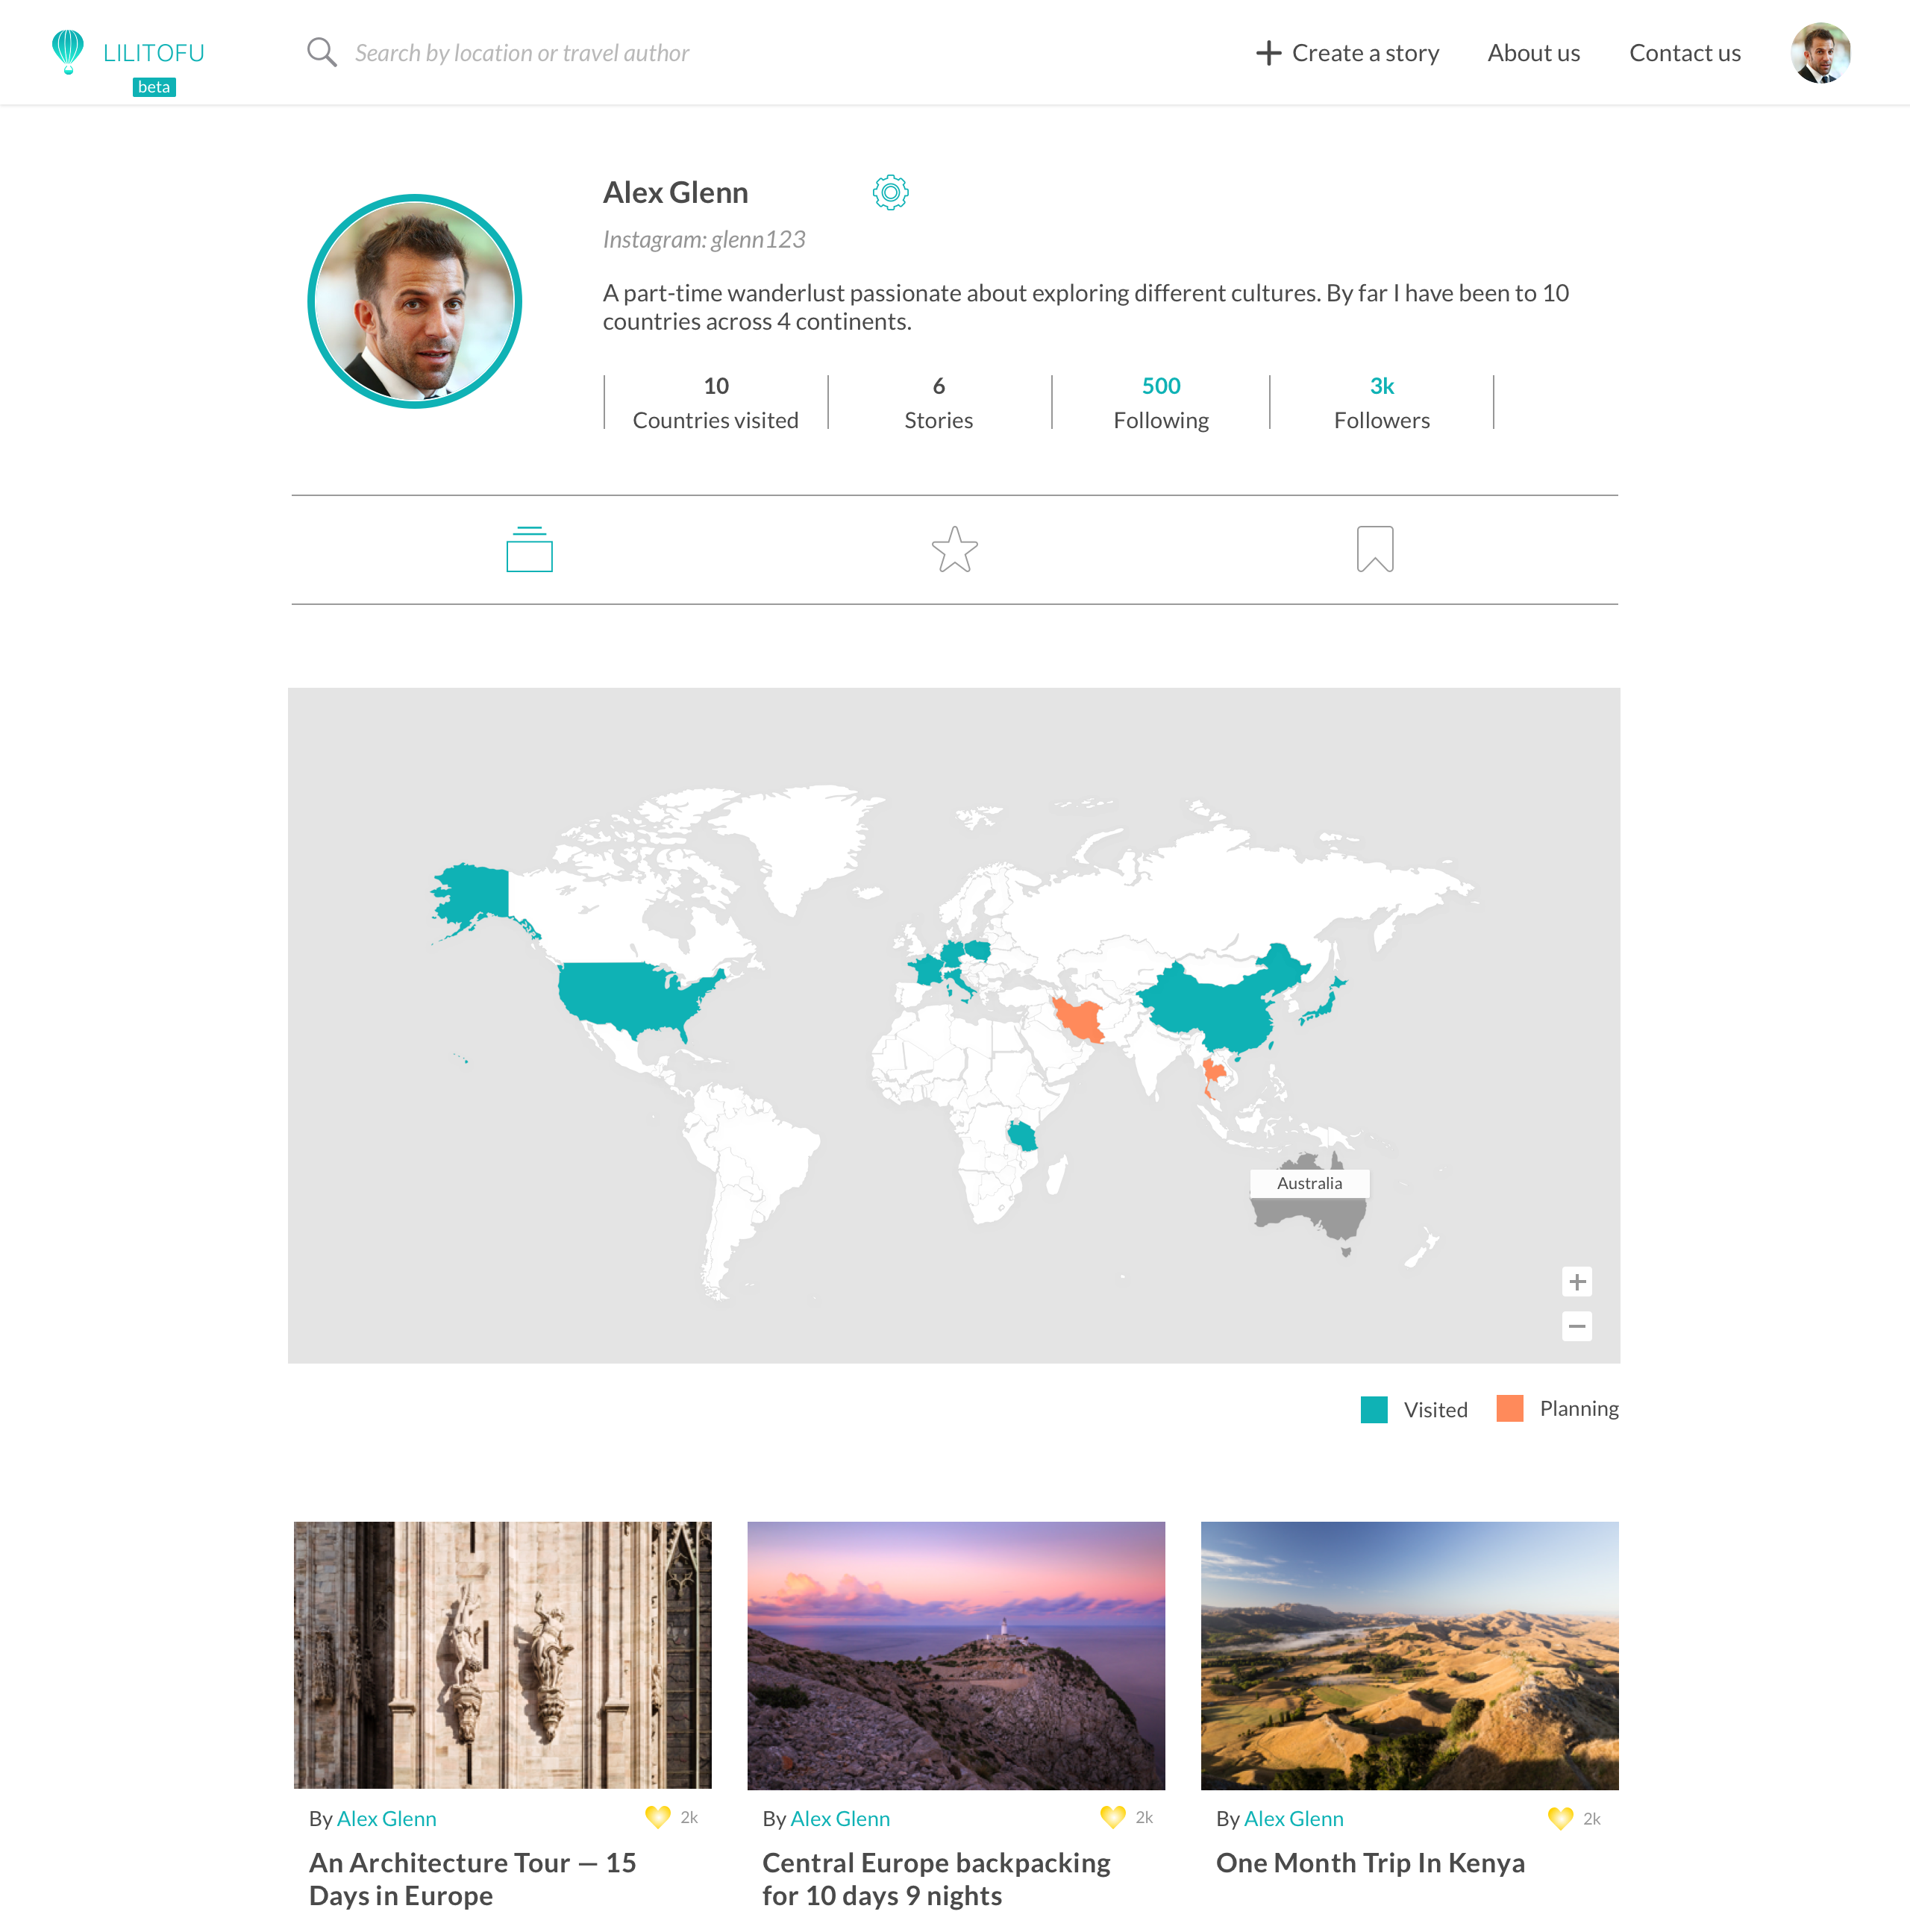 LILITOFU
beta
Search by location or travel author
Create a story
About us
Contact us
Alex Glenn
Instagram: glenn123
A part-time wanderlust passionate about exploring different cultures. By far I have been to 10
countries across 4 continents.
10
Countries visited
6
Stories
500
Following
3k
Followers
Australia
Visited
Planning
By Alex Glenn
2k
An Architecture Tour — 15
Days in Europe
By Alex Glenn
2k
Central Europe backpacking
for 10 days 9 nights
By Alex Glenn
2k
One Month Trip In Kenya